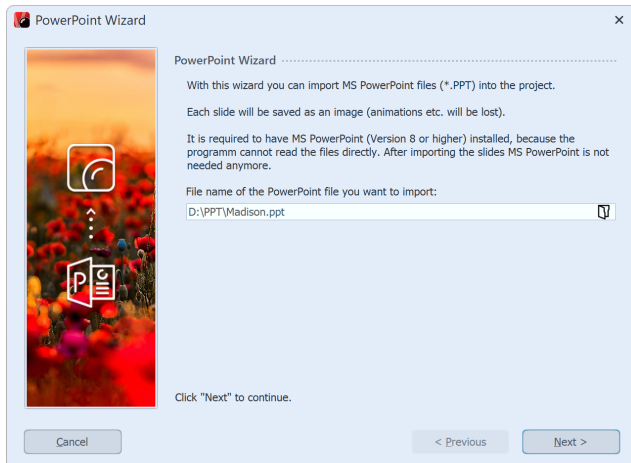 PowerPoint Wizard
PowerPoint Wizard
With this wizard you can import MS PowerPoint files (*.PPT) into the project.
Each slide will be saved as an image (animations etc. will be lost).
It is required to have MS PowerPoint (Version 8 or higher) installed, because the
programm cannot read the files directly. After importing the slides MS PowerPoint is not
needed anymore.
File name of the PowerPoint file you want to import:
D:\PPT\Madison.ppt
P
Click "Next" to continue.
Cancel
< Previous
Next >